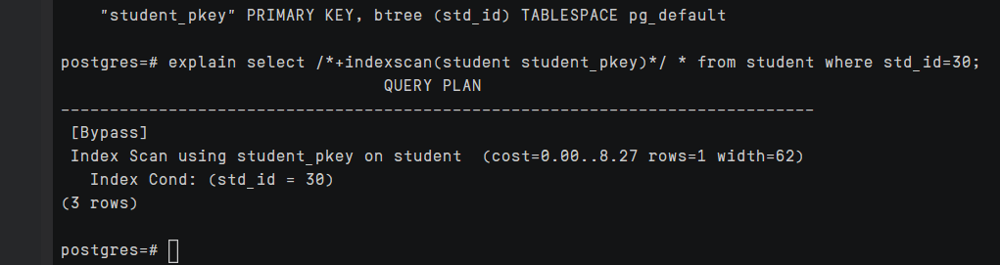 "student_pkey" PRIMARY KEY, btree (std_id) TABLESPACE pg_default
postgres=# explain select /*+indexscan(student student_pkey)*/ * from student where std_id=30;
QUERY PLAN
-----------------------------------------------------------------------------
[Bypass]
Index Scan using student_pkey on student  (cost=0.00..8.27 rows=1 width=62)
Index Cond: (std_id = 30)
(3 rows)
postgres=#